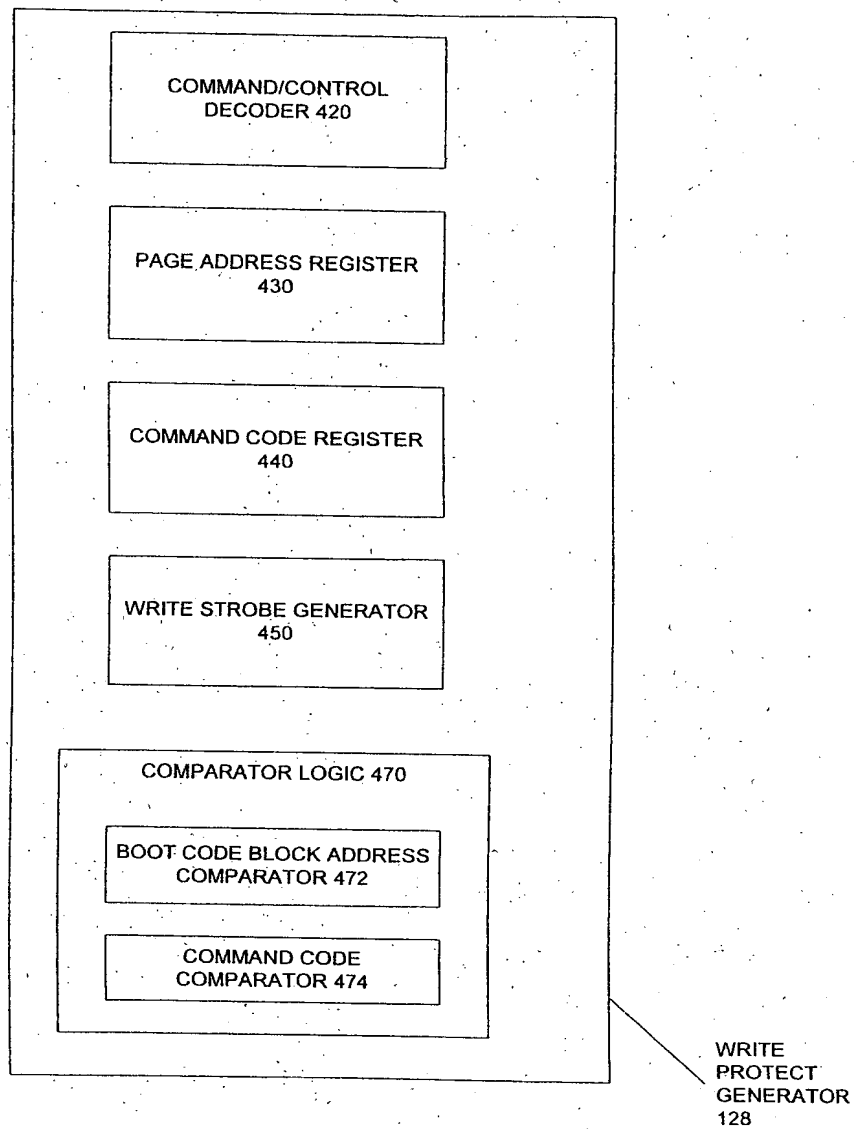 COMMAND/CONTROL
DECODER 420
PAGE ADDRESS REGISTER
430
COMMAND CODE REGISTER
440
WRITE STROBE GENERATOR
450
COMPARATOR LOGIC 470
BOOT CODE BLOCK ADDRESS
COMPARATOR 472
COMMAND CODE
COMPARATOR 474
WRITE
PROTECT
GENERATOR
128